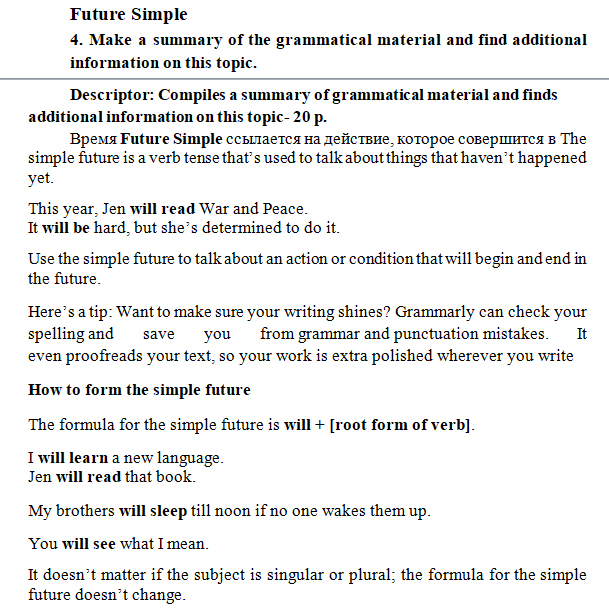 Future Simple
4. Make a summary of the grammatical material and find additional
information on this topic.
Descriptor: Compiles a summary of grammatical material and finds
additional information on this topic- 20 p.
Время Future Simple ссылается на действие, которое совершится в The
simple future is a verb tense that's used to talk about things that haven't happened
yet.
This year, Jen will read War and Peace.
It will be hard, but she's determined to do it.
Use the simple future to talk about an action or condition that will begin and end in
the future.
Here's a tip: Want to make sure your writing shines? Grammarly can check your
spelling and save you from grammar and punctuation mistakes. It
even proofreads your text, so your work is extra polished wherever you write
How to form the simple future
The formula for the simple future is will + [root form of verb].
I will learn a new language.
Jen will read that book.
My brothers will sleep till noon if no one wakes them up.
You will see what I mean.
It doesn't matter if the subject is singular or plural; the formula for the simple
future doesn't change.